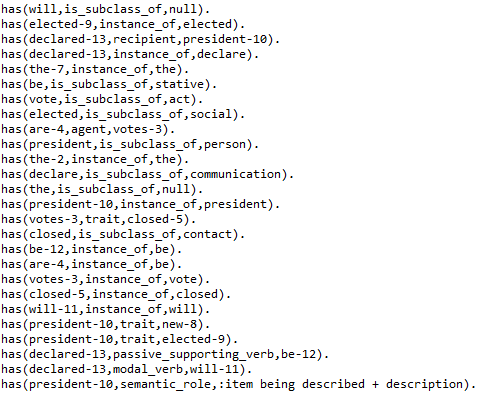 has(will,is_subclass_of,null).
has(elected-9,instance_of,elected).
has(declared-13,recipient,president-10).
has(declared-13,instance_of,declare).
has(the-7,instance_of,the).
has(be,is_subclass_of,stative).
has(vote,is_subclass_of,act).
has(elected,is_subclass_of,social).
has(are-4,agent,votes-3).
has(president,is_subclass_of,person).
has(the-2,instance_of,the).
has(declare,is_subclass_of,communication).
has(the,is_subclass_of,null).
has(president-10,instance_of,president).
has(votes-3,trait,closed-5).
has(closed,is_subclass_of,contact).
has(be-12,instance_of,be).
has(are-4,instance_of,be).
has(votes-3,instance_of,vote).
has(closed-5,instance_of,closed).
has(will-11,instance_of,will).
has(president-10,trait,new-8).
has(president-10,trait,elected-9).
has(declared-13,passive_supporting_verb,be-12).
has(declared-13,modal_verb,will-11).
has(president-10,semantic_role,:item being described + description).